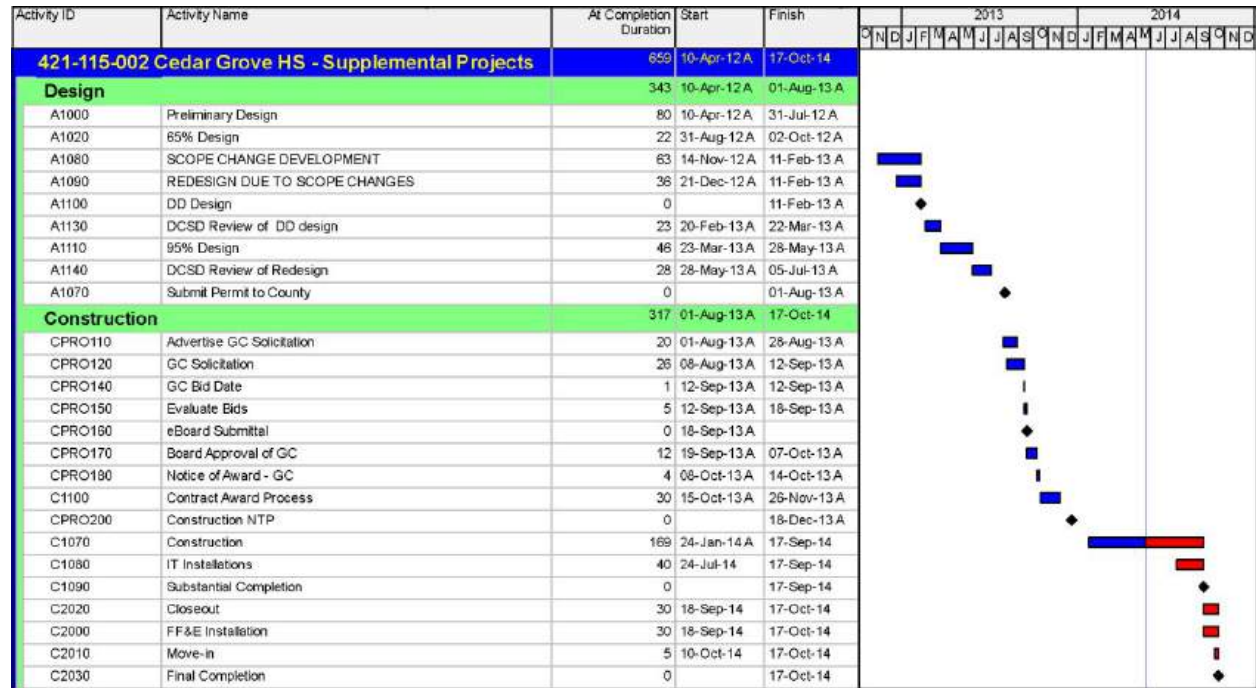 Activity ID Activity Name At Completion Duration Start Finish 2013 2014
O N D J F M A M J J A S O N D J F M A M J J A S O N D
421-115-002 Cedar Grove HS - Supplemental Projects 659 10-Apr-12 A 17-Oct-14
Design 343 10-Apr-12 A 01-Aug-13 A
A1000 Preliminary Design 80 10-Apr-12 A 31-Jul-12 A
A1020 65% Design 22 31-Aug-12 A 02-Oct-12 A
A1080 SCOPE CHANGE DEVELOPMENT 63 14-Nov-12 A 11-Feb-13 A
A1090 REDESIGN DUE TO SCOPE CHANGES 36 21-Dec-12 A 11-Feb-13 A
A1100 DD Design 0 11-Feb-13 A
A1130 DCSD Review of DD design 23 20-Feb-13 A 22-Mar-13 A
A1110 95% Design 46 23-Mar-13 A 28-May-13 A
A1140 DCSD Review of Redesign 28 28-May-13 A 05-Jul-13 A
A1070 Submit Permit to County 0 01-Aug-13 A
Construction 317 01-Aug-13 A 17-Oct-14
CPRO110 Advertise GC Solicitation 20 01-Aug-13 A 28-Aug-13 A
CPRO120 GC Solicitation 26 08-Aug-13 A 12-Sep-13 A
CPRO140 GC Bid Date 1 12-Sep-13 A 12-Sep-13 A
CPRO150 Evaluate Bids 5 12-Sep-13 A 18-Sep-13 A
CPRO160 eBoard Submittal 0 18-Sep-13 A
CPRO170 Board Approval of GC 12 19-Sep-13 A 07-Oct-13 A
CPRO180 Notice of Award - GC 4 08-Oct-13 A 14-Oct-13 A
C1100 Contract Award Process 30 15-Oct-13 A 26-Nov-13 A
CPRO200 Construction NTP 0 18-Dec-13 A
C1070 Construction 169 24-Jan-14 A 17-Sep-14
C1080 IT Installations 40 24-Jul-14 17-Sep-14
C1090 Substantial Completion 0 17-Sep-14
C2020 Closeout 30 18-Sep-14 17-Oct-14
C2000 FF&E Installation 30 18-Sep-14 17-Oct-14
C2010 Move-in 5 10-Oct-14 17-Oct-14
C2030 Final Completion 0 17-Oct-14